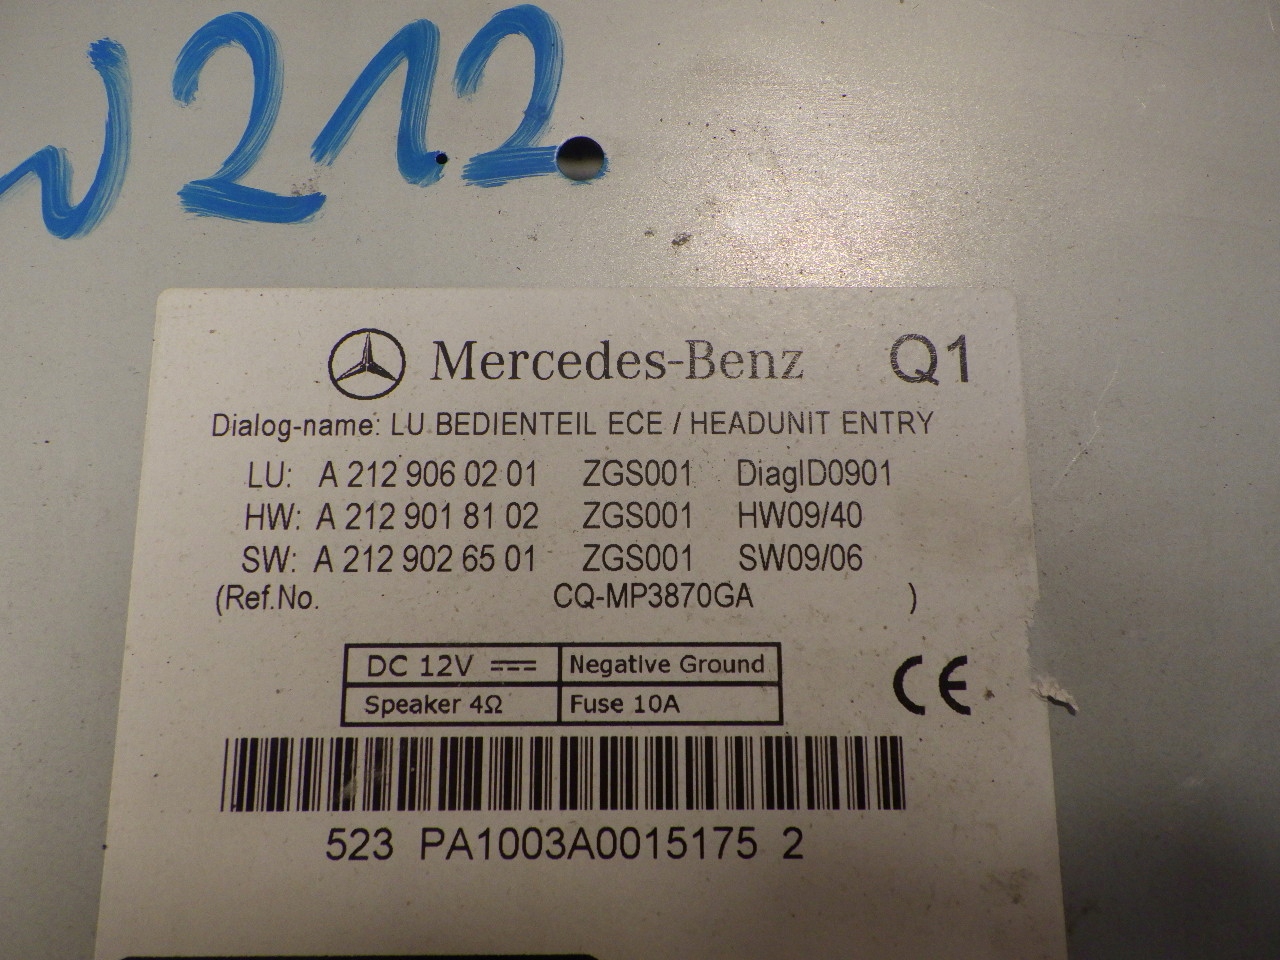 W212
Mercedes-Benz Q1
Dialog-name: LU BEDIENTEIL ECE / HEADUNIT ENTRY
LU: A 212 906 02 01 ZGS001 DiagID0901
HW: A 212 901 81 02 ZGS001 HW09/40
SW: A 212 902 65 01 ZGS001 SW09/06
(Ref.No. CQ-MP3870GA )
DC 12V ⎓ Negative Ground
Speaker 4Ω Fuse 10A
CE
523 PA1003A0015175 2